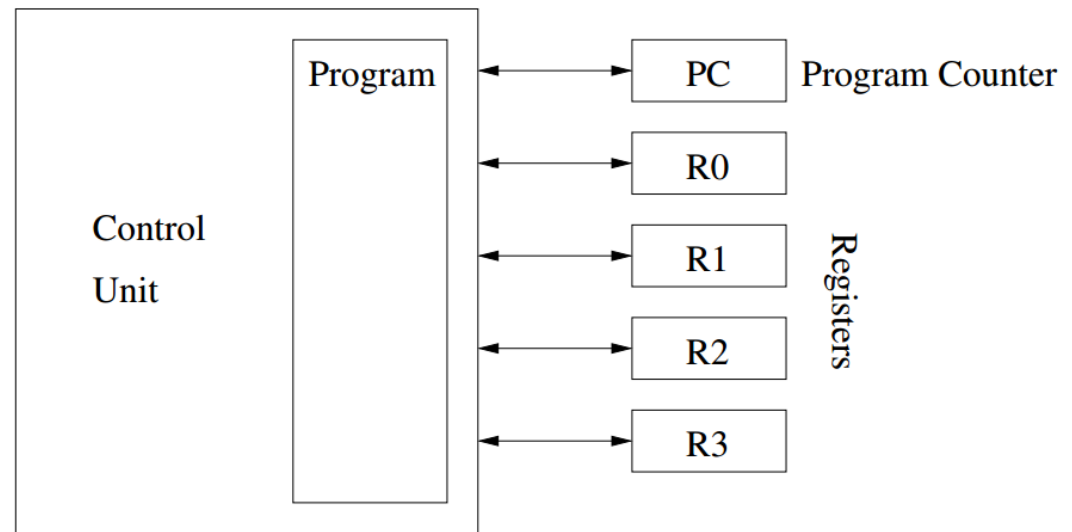 Program
PC
Program Counter
R0
Control
Unit
R1
Registers
R2
R3